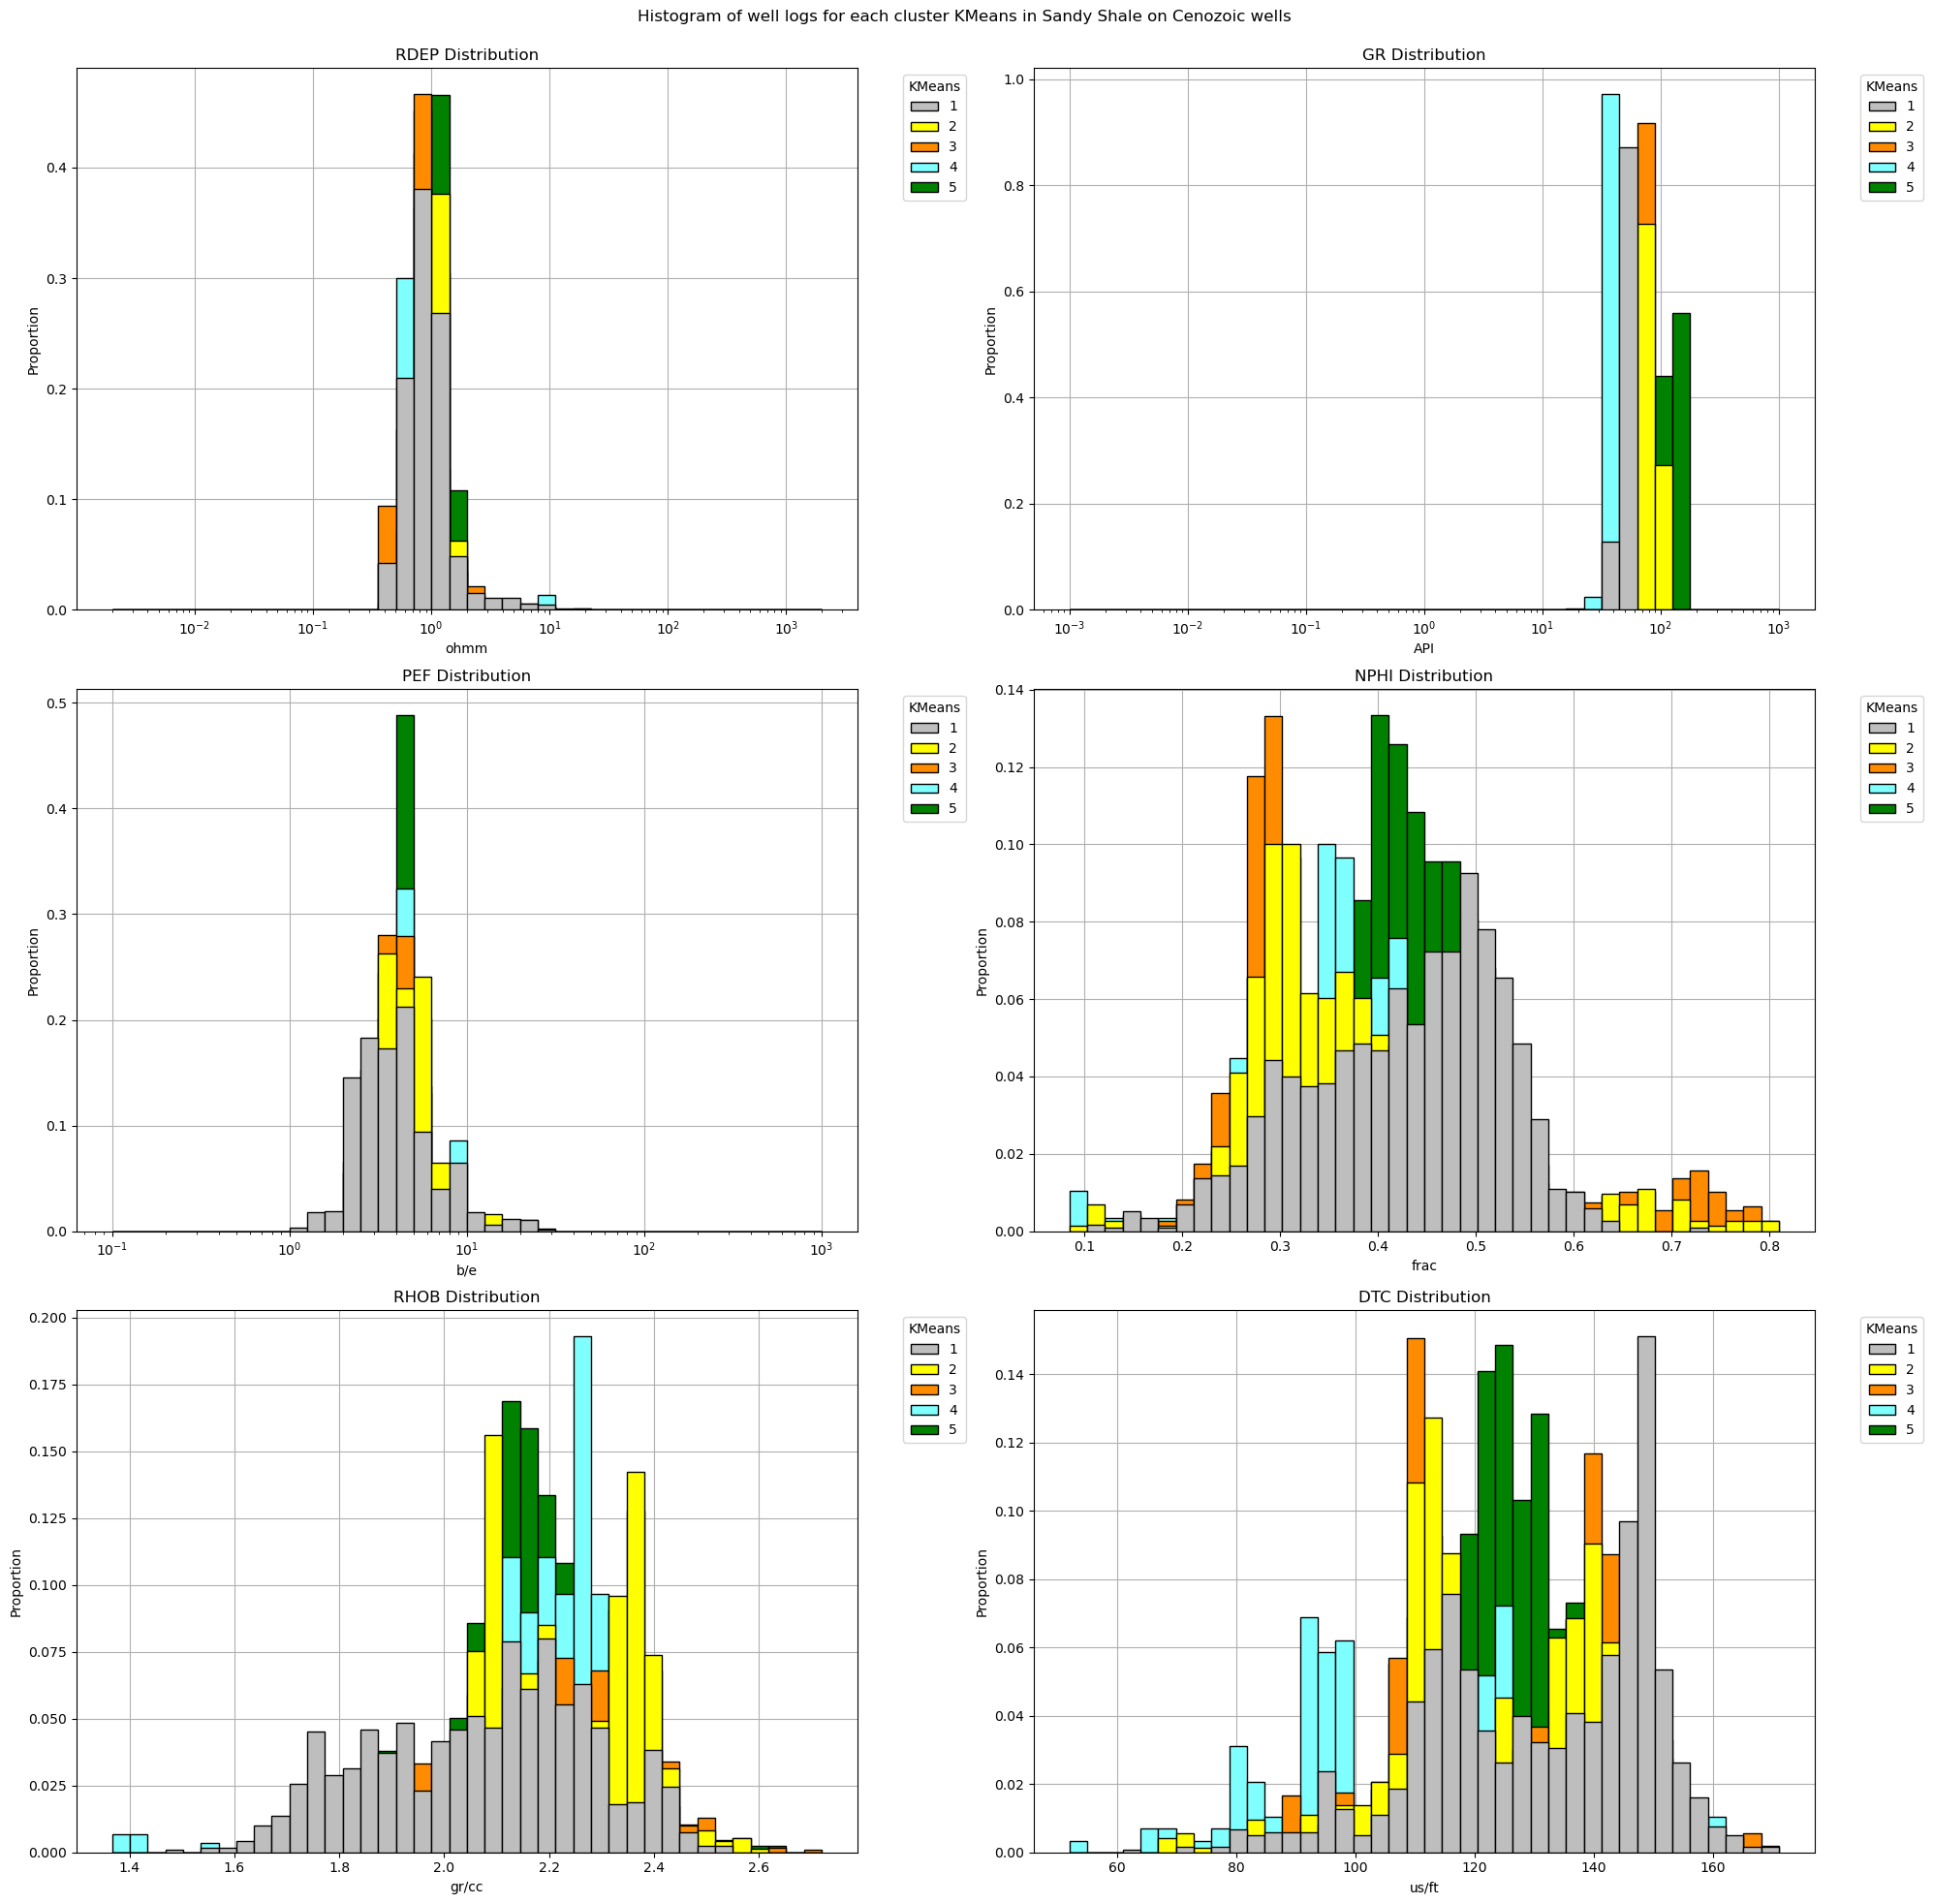 Histogram of well logs for each cluster KMeans in Sandy Shale on Cenozoic wells
RDEP Distribution
Proportion
0.4
0.3
0.2
0.1
0.0
10⁻² 10⁻¹ 10⁰ 10¹ 10² 10³
ohmm
KMeans
1
2
3
4
5
GR Distribution
Proportion
1.0
0.8
0.6
0.4
0.2
0.0
10⁻³ 10⁻² 10⁻¹ 10⁰ 10¹ 10² 10³
API
KMeans
1
2
3
4
5
PEF Distribution
Proportion
0.5
0.4
0.3
0.2
0.1
0.0
10⁻¹ 10⁰ 10¹ 10² 10³
b/e
KMeans
1
2
3
4
5
NPHI Distribution
Proportion
0.14
0.12
0.10
0.08
0.06
0.04
0.02
0.00
0.1 0.2 0.3 0.4 0.5 0.6 0.7 0.8
frac
KMeans
1
2
3
4
5
RHOB Distribution
Proportion
0.200
0.175
0.150
0.125
0.100
0.075
0.050
0.025
0.000
1.4 1.6 1.8 2.0 2.2 2.4 2.6
gr/cc
KMeans
1
2
3
4
5
DTC Distribution
Proportion
0.14
0.12
0.10
0.08
0.06
0.04
0.02
0.00
60 80 100 120 140 160
us/ft
KMeans
1
2
3
4
5